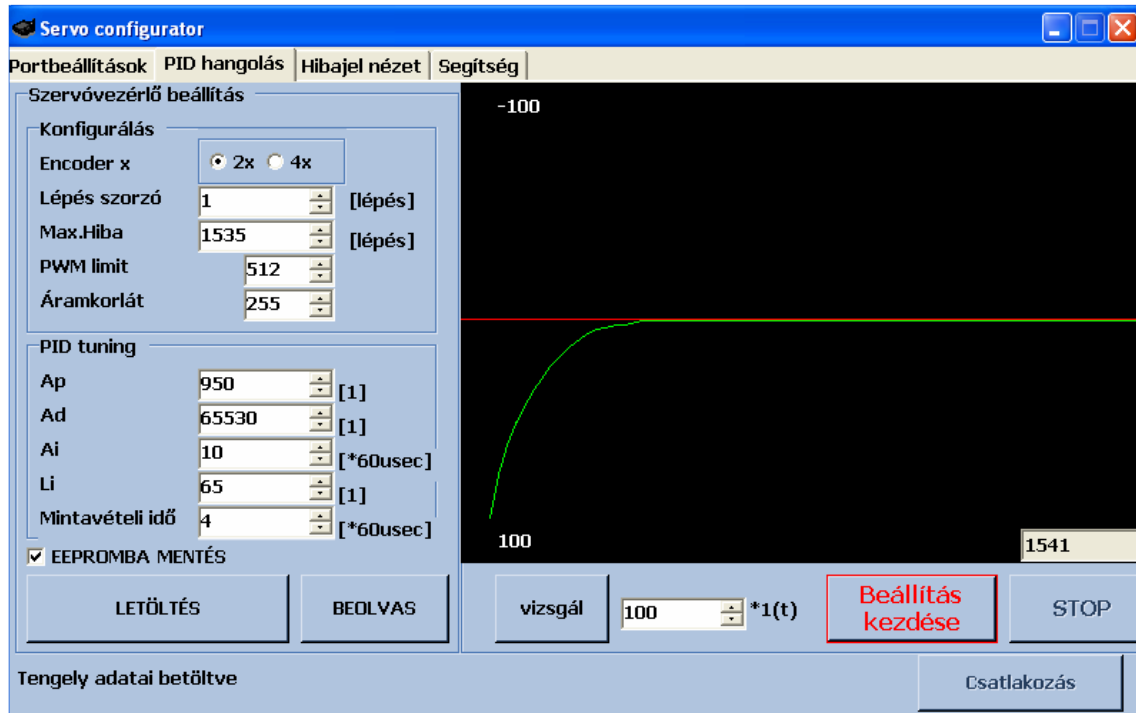 Servo configurator
Portbeállítások PID hangolás Hibajel nézet Segítség
Szervóvezérlő beállítás
Konfigurálás
Encoder x 2x 4x
Lépés szorzó 1 [lépés]
Max.Hiba 1535 [lépés]
PWM limit 512
Áramkorlát 255
PID tuning
Ap 950 [1]
Ad 65530 [1]
Ai 10 [*60usec]
Li 65 [1]
Mintavételi idő 4 [*60usec]
EEPROMBA MENTÉS
LETÖLTÉS BEOLVAS
-100
100
1541
vizsgál 100 *1(t)
Beállítás
kezdése
STOP
Tengely adatai betöltve
Csatlakozás